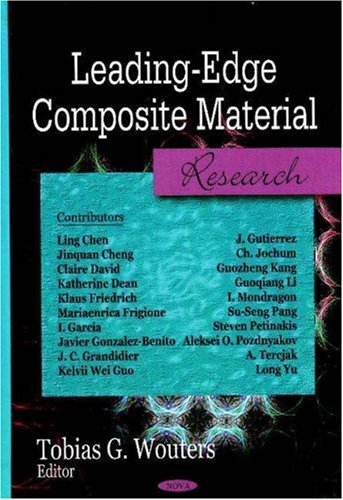 Leading-Edge
Composite Material
Research
Contributors
Ling Chen
Jinquan Cheng
Claire David
Katherine Dean
Klaus Friedrich
Mariaenrica Frigione
I. Garcia
Javier Gonzalez-Benito
J. C. Grandidier
Kelvii Wei Guo
J. Gutierrez
Ch. Jochum
Guozheng Kang
Guoqiang Li
I. Mondragon
Su-Seng Pang
Steven Petinakis
Aleksei O. Pozdnyakov
A. Tercjak
Long Yu
Tobias G. Wouters
Editor
NOVA